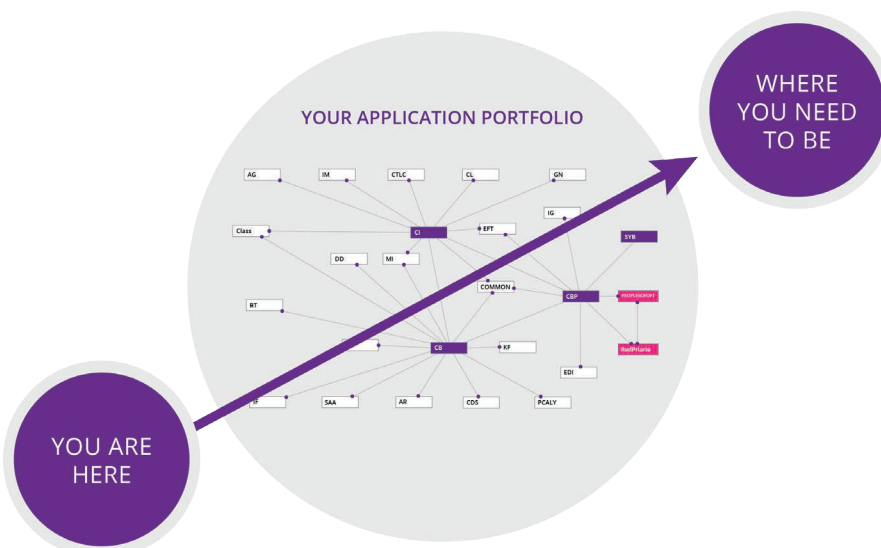 WHERE
YOU NEED
TO BE
YOUR APPLICATION PORTFOLIO
AG
IM
CTLC
CL
GN
IG
Class
CI
EFT
SYB
DD
MI
COMMON
CBP
PEOPLESOFT
BT
CB
KF
RedPrairie
EDI
IF
SAA
AR
CDS
PCALY
YOU ARE
HERE